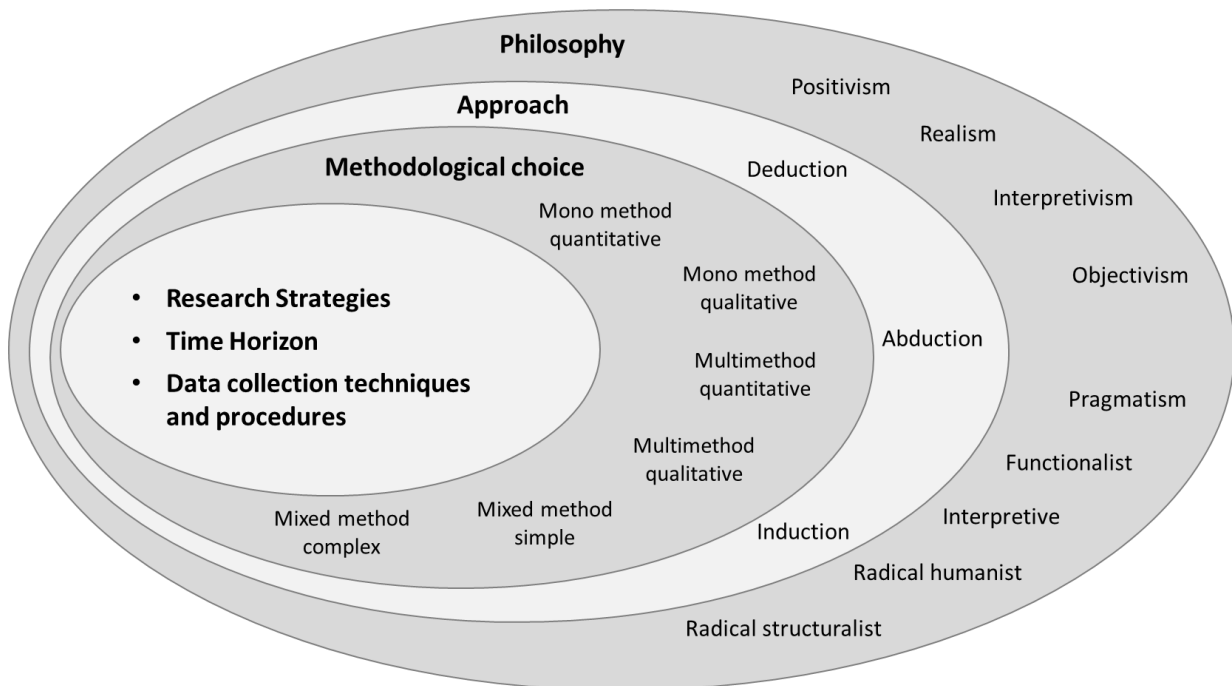 Philosophy
Positivism
Approach
Realism
Methodological choice
Deduction
Interpretivism
Mono method
quantitative
Mono method
qualitative
Objectivism
• Research Strategies
• Time Horizon
• Data collection techniques
and procedures
Abduction
Multimethod
quantitative
Pragmatism
Multimethod
qualitative
Functionalist
Mixed method
simple
Mixed method
complex
Interpretive
Induction
Radical humanist
Radical structuralist